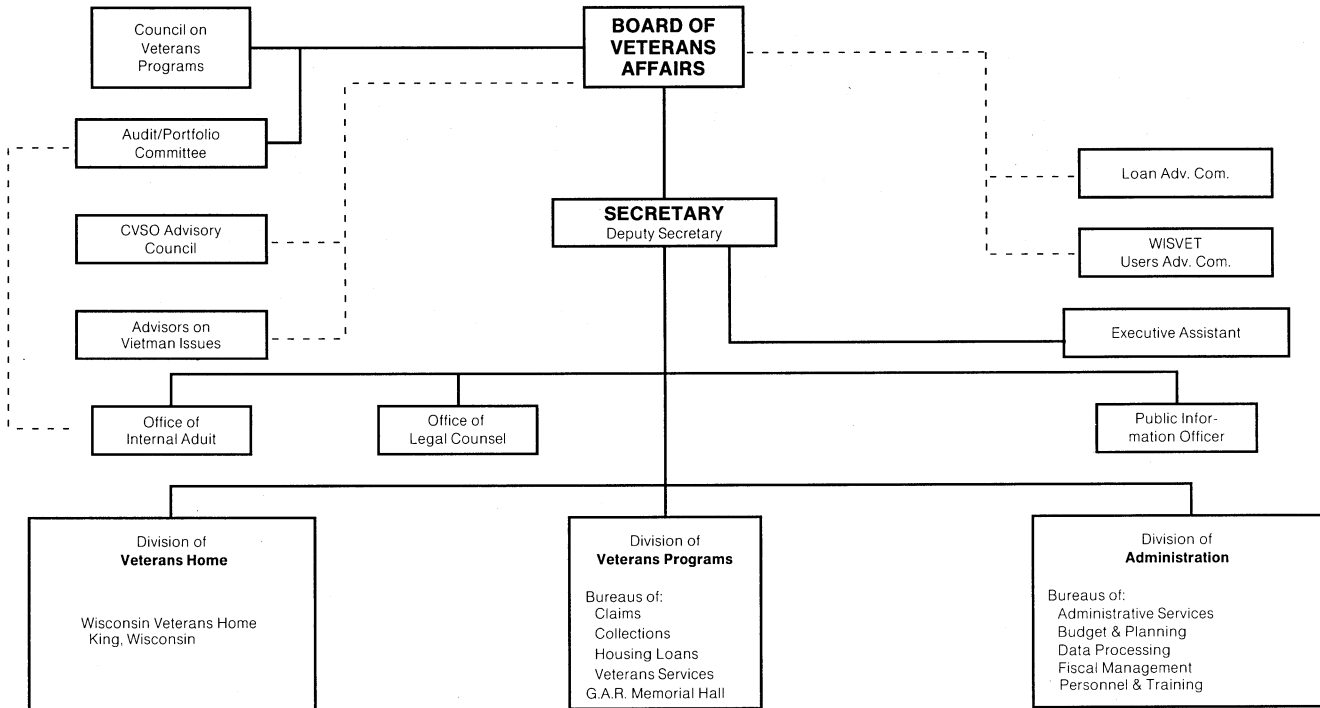 Council on
Veterans
Programs
BOARD OF
VETERANS
AFFAIRS
Audit/Portfolio
Committee
Loan Adv. Com.
SECRETARY
Deputy Secretary
CVSO Advisory
Council
WISVET
Users Adv. Com.
Advisors on
Vietman Issues
Executive Assistant
Office of
Internal Aduit
Office of
Legal Counsel
Public Infor-
mation Officer
Division of
Veterans Home
Wisconsin Veterans Home
King, Wisconsin
Division of
Veterans Programs
Bureaus of:
Claims
Collections
Housing Loans
Veterans Services
G.A.R. Memorial Hall
Division of
Administration
Bureaus of:
Administrative Services
Budget & Planning
Data Processing
Fiscal Management
Personnel & Training